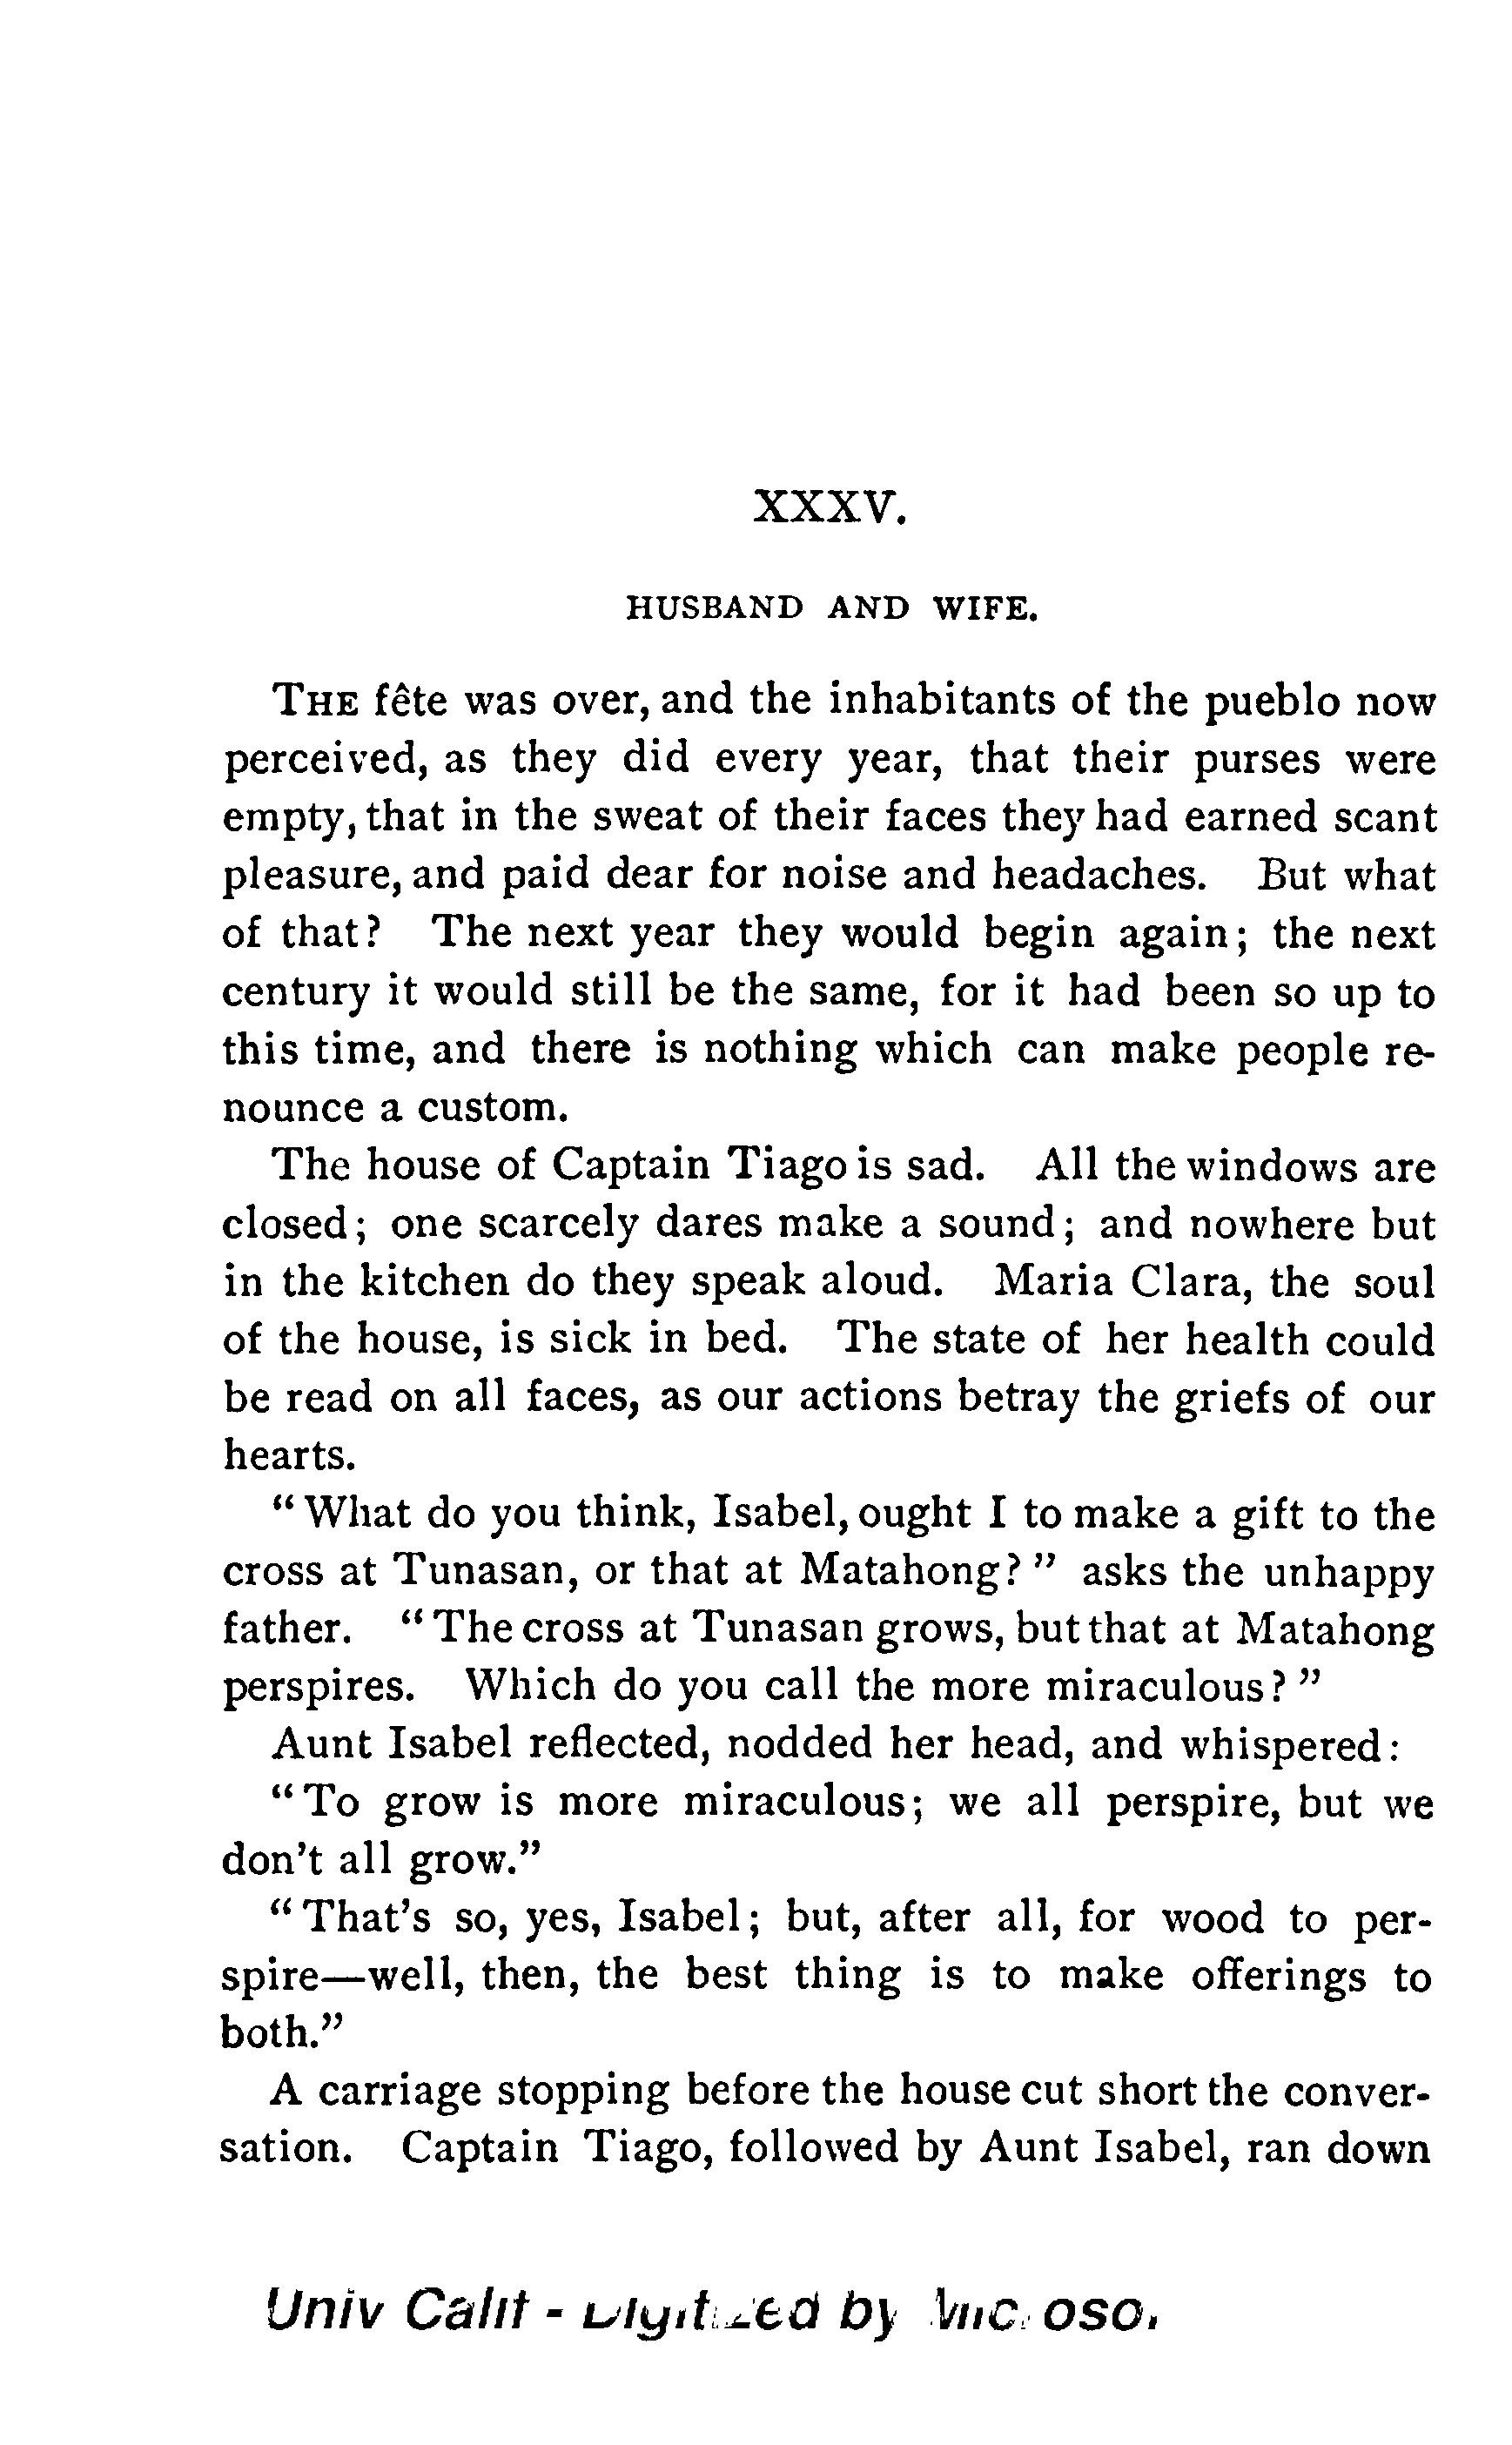 XXXV.
HUSBAND AND WIFE.
THE fête was over, and the inhabitants of the pueblo now
perceived, as they did every year, that their purses were
empty, that in the sweat of their faces they had earned scant
pleasure, and paid dear for noise and headaches. But what
of that? The next year they would begin again; the next
century it would still be the same, for it had been so up to
this time, and there is nothing which can make people re-
nounce a custom.
The house of Captain Tiago is sad. All the windows are
closed; one scarcely dares make a sound; and nowhere but
in the kitchen do they speak aloud. Maria Clara, the soul
of the house, is sick in bed. The state of her health could
be read on all faces, as our actions betray the griefs of our
hearts.
"What do you think, Isabel, ought I to make a gift to the
cross at Tunasan, or that at Matahong?" asks the unhappy
father. "The cross at Tunasan grows, but that at Matahong
perspires. Which do you call the more miraculous?"
Aunt Isabel reflected, nodded her head, and whispered:
"To grow is more miraculous; we all perspire, but we
don't all grow."
"That's so, yes, Isabel; but, after all, for wood to per-
spire—well, then, the best thing is to make offerings to
both."
A carriage stopping before the house cut short the conver-
sation. Captain Tiago, followed by Aunt Isabel, ran down
Univ Calif - Digitized by